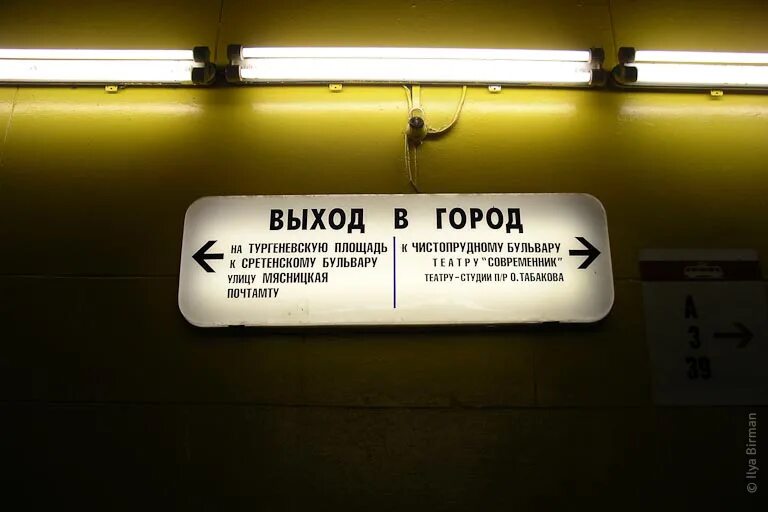 ВЫХОД В ГОРОД
← НА ТУРГЕНЕВСКУЮ ПЛОЩАДЬ
К СРЕТЕНСКОМУ БУЛЬВАРУ
УЛИЦУ МЯСНИЦКАЯ
ПОЧТАМТУ
К ЧИСТОПРУДНОМУ БУЛЬВАРУ →
ТЕАТРУ "СОВРЕМЕННИК"
ТЕАТРУ-СТУДИИ П/Р О.ТАБАКОВА
А
3 →
39
© Ilya Birman